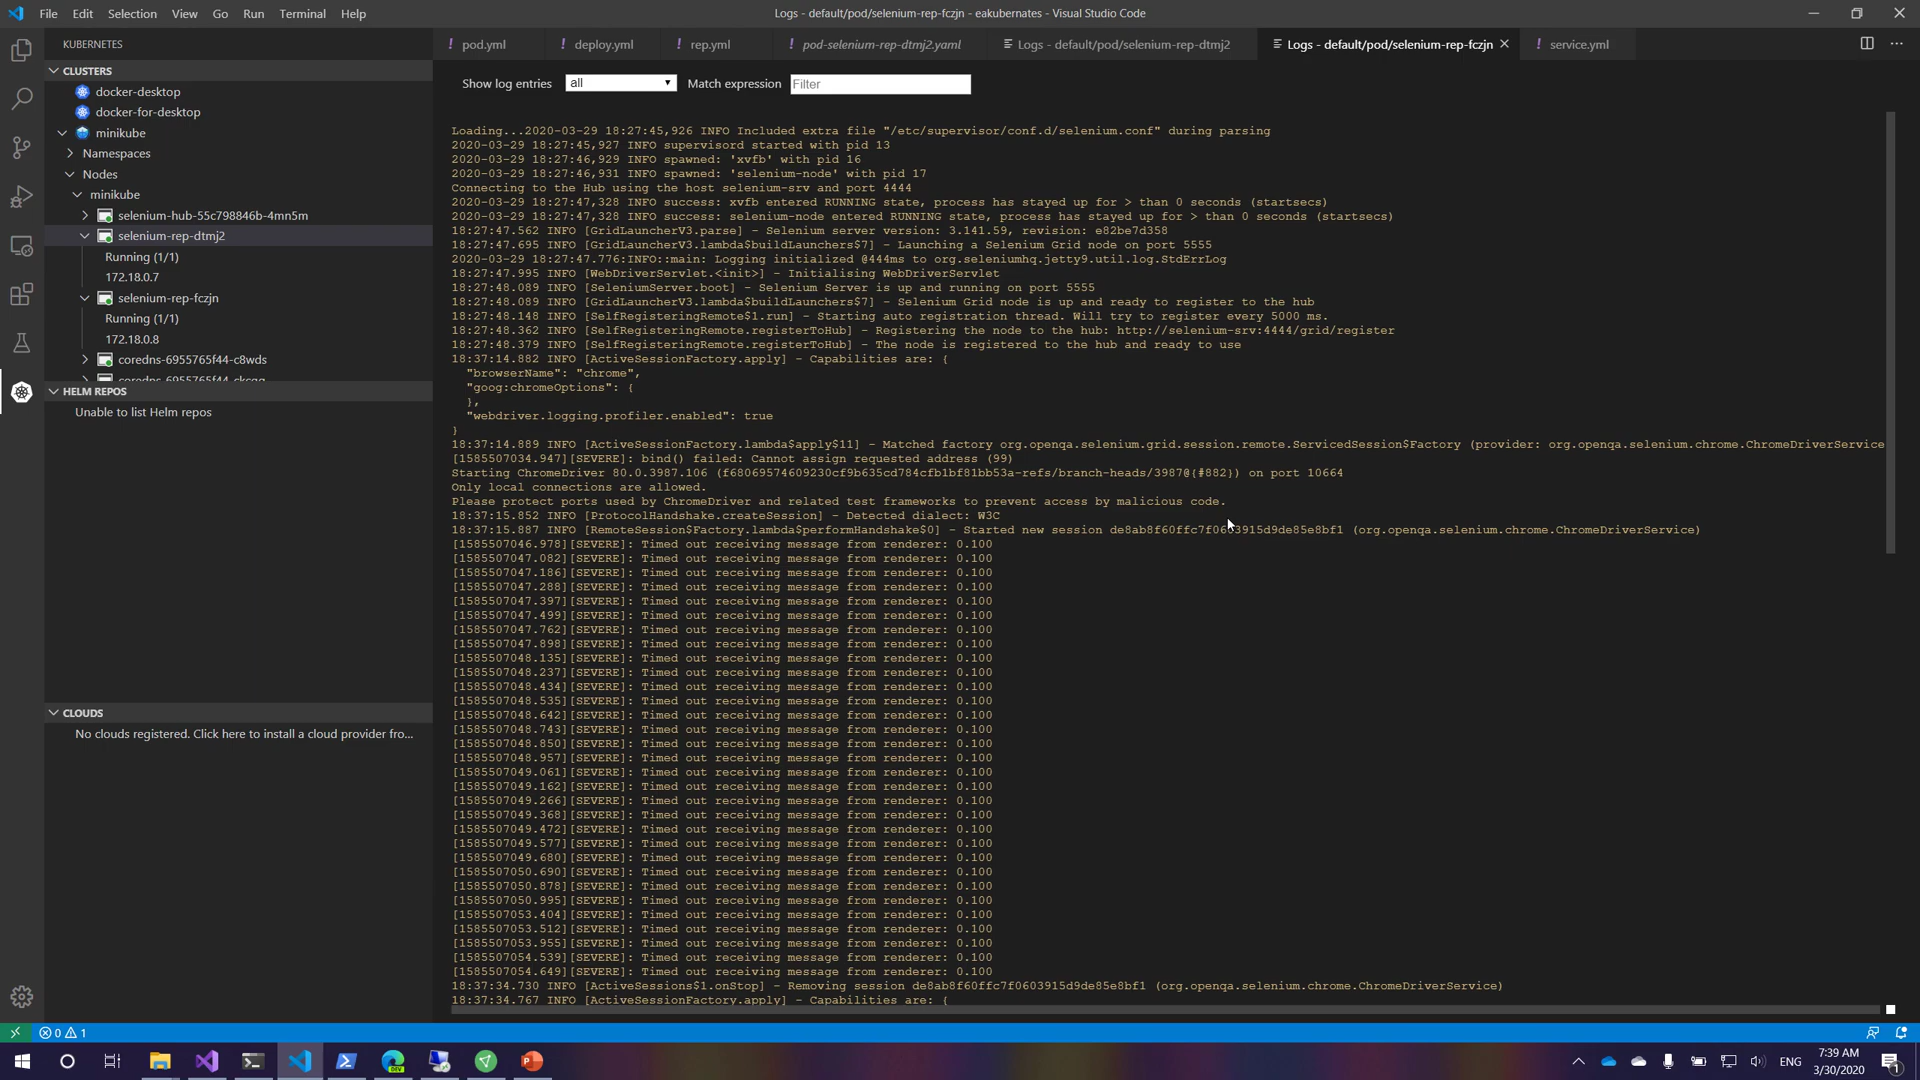 File Edit Selection View Go Run Terminal Help
Logs - default/pod/selenium-rep-fczjn - eakubernetes - Visual Studio Code
KUBERNETES
CLUSTERS
docker-desktop
docker-for-desktop
minikube
Namespaces
Nodes
minikube
selenium-hub-55c798846b-4mn5m
selenium-rep-dtmj2
Running (1/1)
172.18.0.7
selenium-rep-fczjn
Running (1/1)
172.18.0.8
coredns-6955765f44-c8wds
coredns-6955765f44-ckcqg
HELM REPOS
Unable to list Helm repos
CLOUDS
No clouds registered. Click here to install a cloud provider fro...
! pod.yml ! deploy.yml ! rep.yml ! pod-selenium-rep-dtmj2.yaml Logs - default/pod/selenium-rep-dtmj2 Logs - default/pod/selenium-rep-fczjn ! service.yml
Show log entries all Match expression Filter
Loading...2020-03-29 18:27:45,926 INFO Included extra file "/etc/supervisor/conf.d/selenium.conf" during parsing
2020-03-29 18:27:45,927 INFO supervisord started with pid 13
2020-03-29 18:27:46,929 INFO spawned: 'xvfb' with pid 16
2020-03-29 18:27:46,931 INFO spawned: 'selenium-node' with pid 17
Connecting to the Hub using the host selenium-srv and port 4444
2020-03-29 18:27:47,328 INFO success: xvfb entered RUNNING state, process has stayed up for > than 0 seconds (startsecs)
2020-03-29 18:27:47,328 INFO success: selenium-node entered RUNNING state, process has stayed up for > than 0 seconds (startsecs)
18:27:47.562 INFO [GridLauncherV3.parse] - Selenium server version: 3.141.59, revision: e82be7d358
18:27:47.695 INFO [GridLauncherV3.lambda$buildLaunchers$7] - Launching a Selenium Grid node on port 5555
2020-03-29 18:27:47.776:INFO::main: Logging initialized @444ms to org.seleniumhq.jetty9.util.log.StdErrLog
18:27:47.995 INFO [WebDriverServlet.<init>] - Initialising WebDriverServlet
18:27:48.089 INFO [SeleniumServer.boot] - Selenium Server is up and running on port 5555
18:27:48.089 INFO [GridLauncherV3.lambda$buildLaunchers$7] - Selenium Grid node is up and ready to register to the hub
18:27:48.148 INFO [SelfRegisteringRemote$1.run] - Starting auto registration thread. Will try to register every 5000 ms.
18:27:48.362 INFO [SelfRegisteringRemote.registerToHub] - Registering the node to the hub: http://selenium-srv:4444/grid/register
18:27:48.379 INFO [SelfRegisteringRemote.registerToHub] - The node is registered to the hub and ready to use
18:37:14.882 INFO [ActiveSessionFactory.apply] - Capabilities are: {
"browserName": "chrome",
"goog:chromeOptions": {
},
"webdriver.logging.profiler.enabled": true
}
18:37:14.889 INFO [ActiveSessionFactory.lambda$apply$11] - Matched factory org.openqa.selenium.grid.session.remote.ServicedSession$Factory (provider: org.openqa.selenium.chrome.ChromeDriverService
[1585507034.947][SEVERE]: bind() failed: Cannot assign requested address (99)
Starting ChromeDriver 80.0.3987.106 (f68069574609230cf9b635cd784cfb1bf81bb53a-refs/branch-heads/3987@{#882}) on port 10664
Only local connections are allowed.
Please protect ports used by ChromeDriver and related test frameworks to prevent access by malicious code.
18:37:15.852 INFO [ProtocolHandshake.createSession] - Detected dialect: W3C
18:37:15.887 INFO [RemoteSession$Factory.lambda$performHandshake$0] - Started new session de8ab8f60ffc7f0603915d9de85e8bf1 (org.openqa.selenium.chrome.ChromeDriverService)
[1585507046.978][SEVERE]: Timed out receiving message from renderer: 0.100
[1585507047.082][SEVERE]: Timed out receiving message from renderer: 0.100
[1585507047.186][SEVERE]: Timed out receiving message from renderer: 0.100
[1585507047.288][SEVERE]: Timed out receiving message from renderer: 0.100
[1585507047.397][SEVERE]: Timed out receiving message from renderer: 0.100
[1585507047.499][SEVERE]: Timed out receiving message from renderer: 0.100
[1585507047.762][SEVERE]: Timed out receiving message from renderer: 0.100
[1585507047.898][SEVERE]: Timed out receiving message from renderer: 0.100
[1585507048.135][SEVERE]: Timed out receiving message from renderer: 0.100
[1585507048.237][SEVERE]: Timed out receiving message from renderer: 0.100
[1585507048.434][SEVERE]: Timed out receiving message from renderer: 0.100
[1585507048.535][SEVERE]: Timed out receiving message from renderer: 0.100
[1585507048.642][SEVERE]: Timed out receiving message from renderer: 0.100
[1585507048.743][SEVERE]: Timed out receiving message from renderer: 0.100
[1585507048.850][SEVERE]: Timed out receiving message from renderer: 0.100
[1585507048.957][SEVERE]: Timed out receiving message from renderer: 0.100
[1585507049.061][SEVERE]: Timed out receiving message from renderer: 0.100
[1585507049.162][SEVERE]: Timed out receiving message from renderer: 0.100
[1585507049.266][SEVERE]: Timed out receiving message from renderer: 0.100
[1585507049.368][SEVERE]: Timed out receiving message from renderer: 0.100
[1585507049.472][SEVERE]: Timed out receiving message from renderer: 0.100
[1585507049.577][SEVERE]: Timed out receiving message from renderer: 0.100
[1585507049.680][SEVERE]: Timed out receiving message from renderer: 0.100
[1585507050.690][SEVERE]: Timed out receiving message from renderer: 0.100
[1585507050.878][SEVERE]: Timed out receiving message from renderer: 0.100
[1585507050.995][SEVERE]: Timed out receiving message from renderer: 0.100
[1585507053.404][SEVERE]: Timed out receiving message from renderer: 0.100
[1585507053.512][SEVERE]: Timed out receiving message from renderer: 0.100
[1585507053.955][SEVERE]: Timed out receiving message from renderer: 0.100
[1585507054.539][SEVERE]: Timed out receiving message from renderer: 0.100
[1585507054.649][SEVERE]: Timed out receiving message from renderer: 0.100
18:37:34.730 INFO [ActiveSessions$1.onStop] - Removing session de8ab8f60ffc7f0603915d9de85e8bf1 (org.openqa.selenium.chrome.ChromeDriverService)
18:37:34.767 INFO [ActiveSessionFactory.apply] - Capabilities are: {
0 1
ENG
7:39 AM
3/30/2020
1